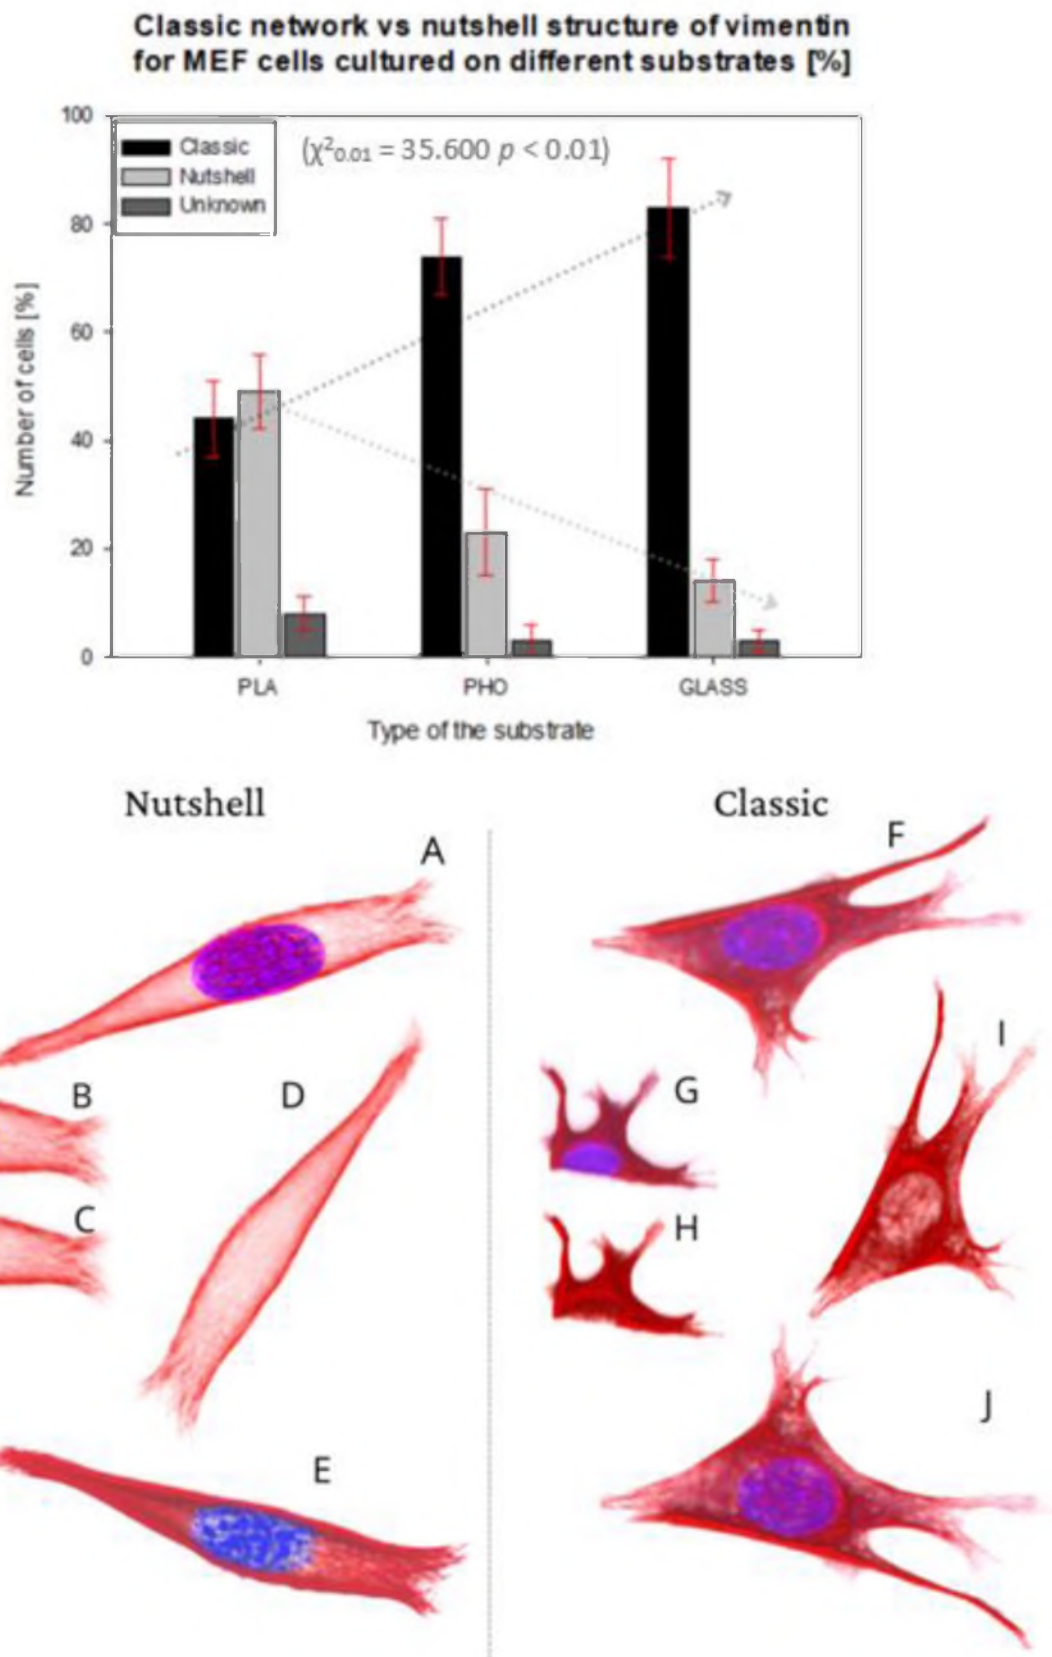 Classic network vs nutshell structure of vimentin
for MEF cells cultured on different substrates [%]
100
80
60
40
20
0
Number of cells [%]
Classic
Nutshell
Unknown
(χ²₀.₀₁ = 35.600 p < 0.01)
PLA
PHO
GLASS
Type of the substrate
Nutshell
Classic
A
B
C
D
E
F
G
H
I
J